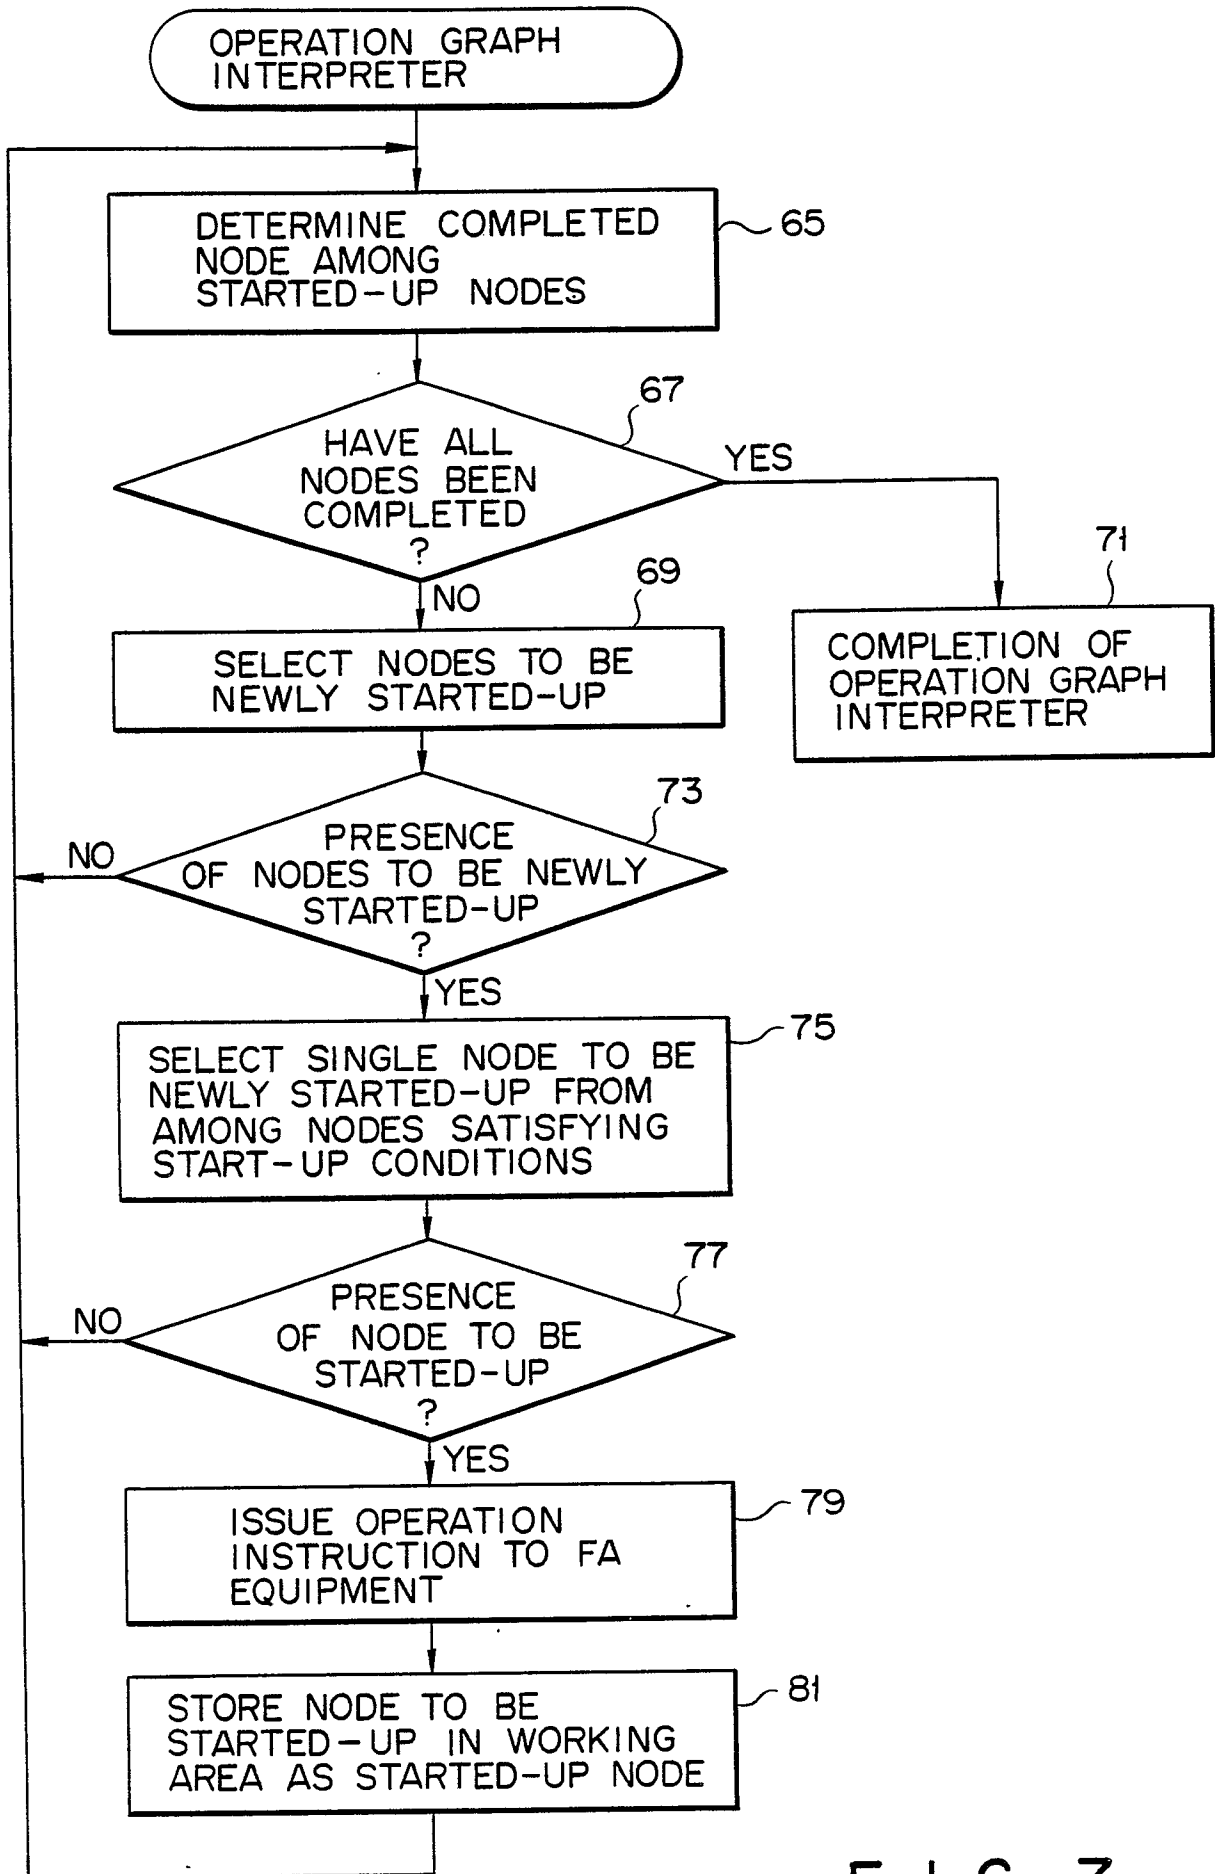 OPERATION GRAPH
INTERPRETER
DETERMINE COMPLETED
NODE AMONG
STARTED-UP NODES
65
67
HAVE ALL
NODES BEEN
COMPLETED
?
YES
NO
69
71
SELECT NODES TO BE
NEWLY STARTED-UP
COMPLETION OF
OPERATION GRAPH
INTERPRETER
73
PRESENCE
OF NODES TO BE NEWLY
STARTED-UP
?
NO
YES
75
SELECT SINGLE NODE TO BE
NEWLY STARTED-UP FROM
AMONG NODES SATISFYING
START-UP CONDITIONS
77
PRESENCE
OF NODE TO BE
STARTED-UP
?
NO
YES
79
ISSUE OPERATION
INSTRUCTION TO FA
EQUIPMENT
81
STORE NODE TO BE
STARTED-UP IN WORKING
AREA AS STARTED-UP NODE